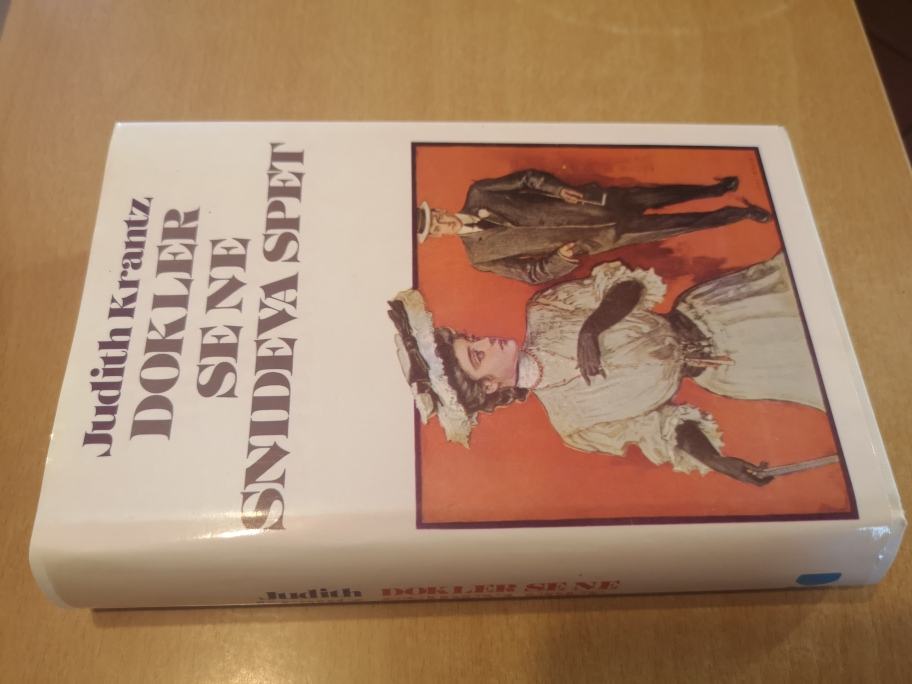 Judith Krantz
DOKLER
SE NE
SNIDEVA SPET
Judith DOKLER SE NE